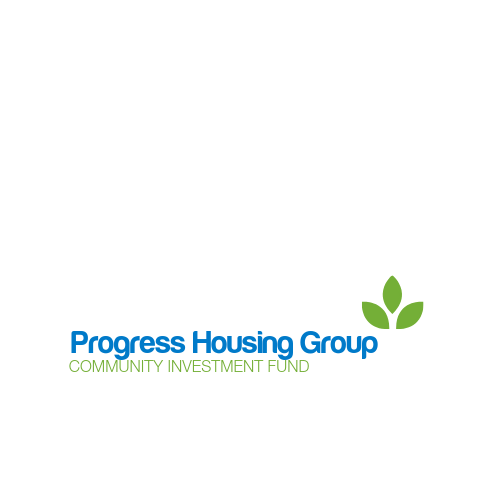 Progress Housing Group
COMMUNITY INVESTMENT FUND